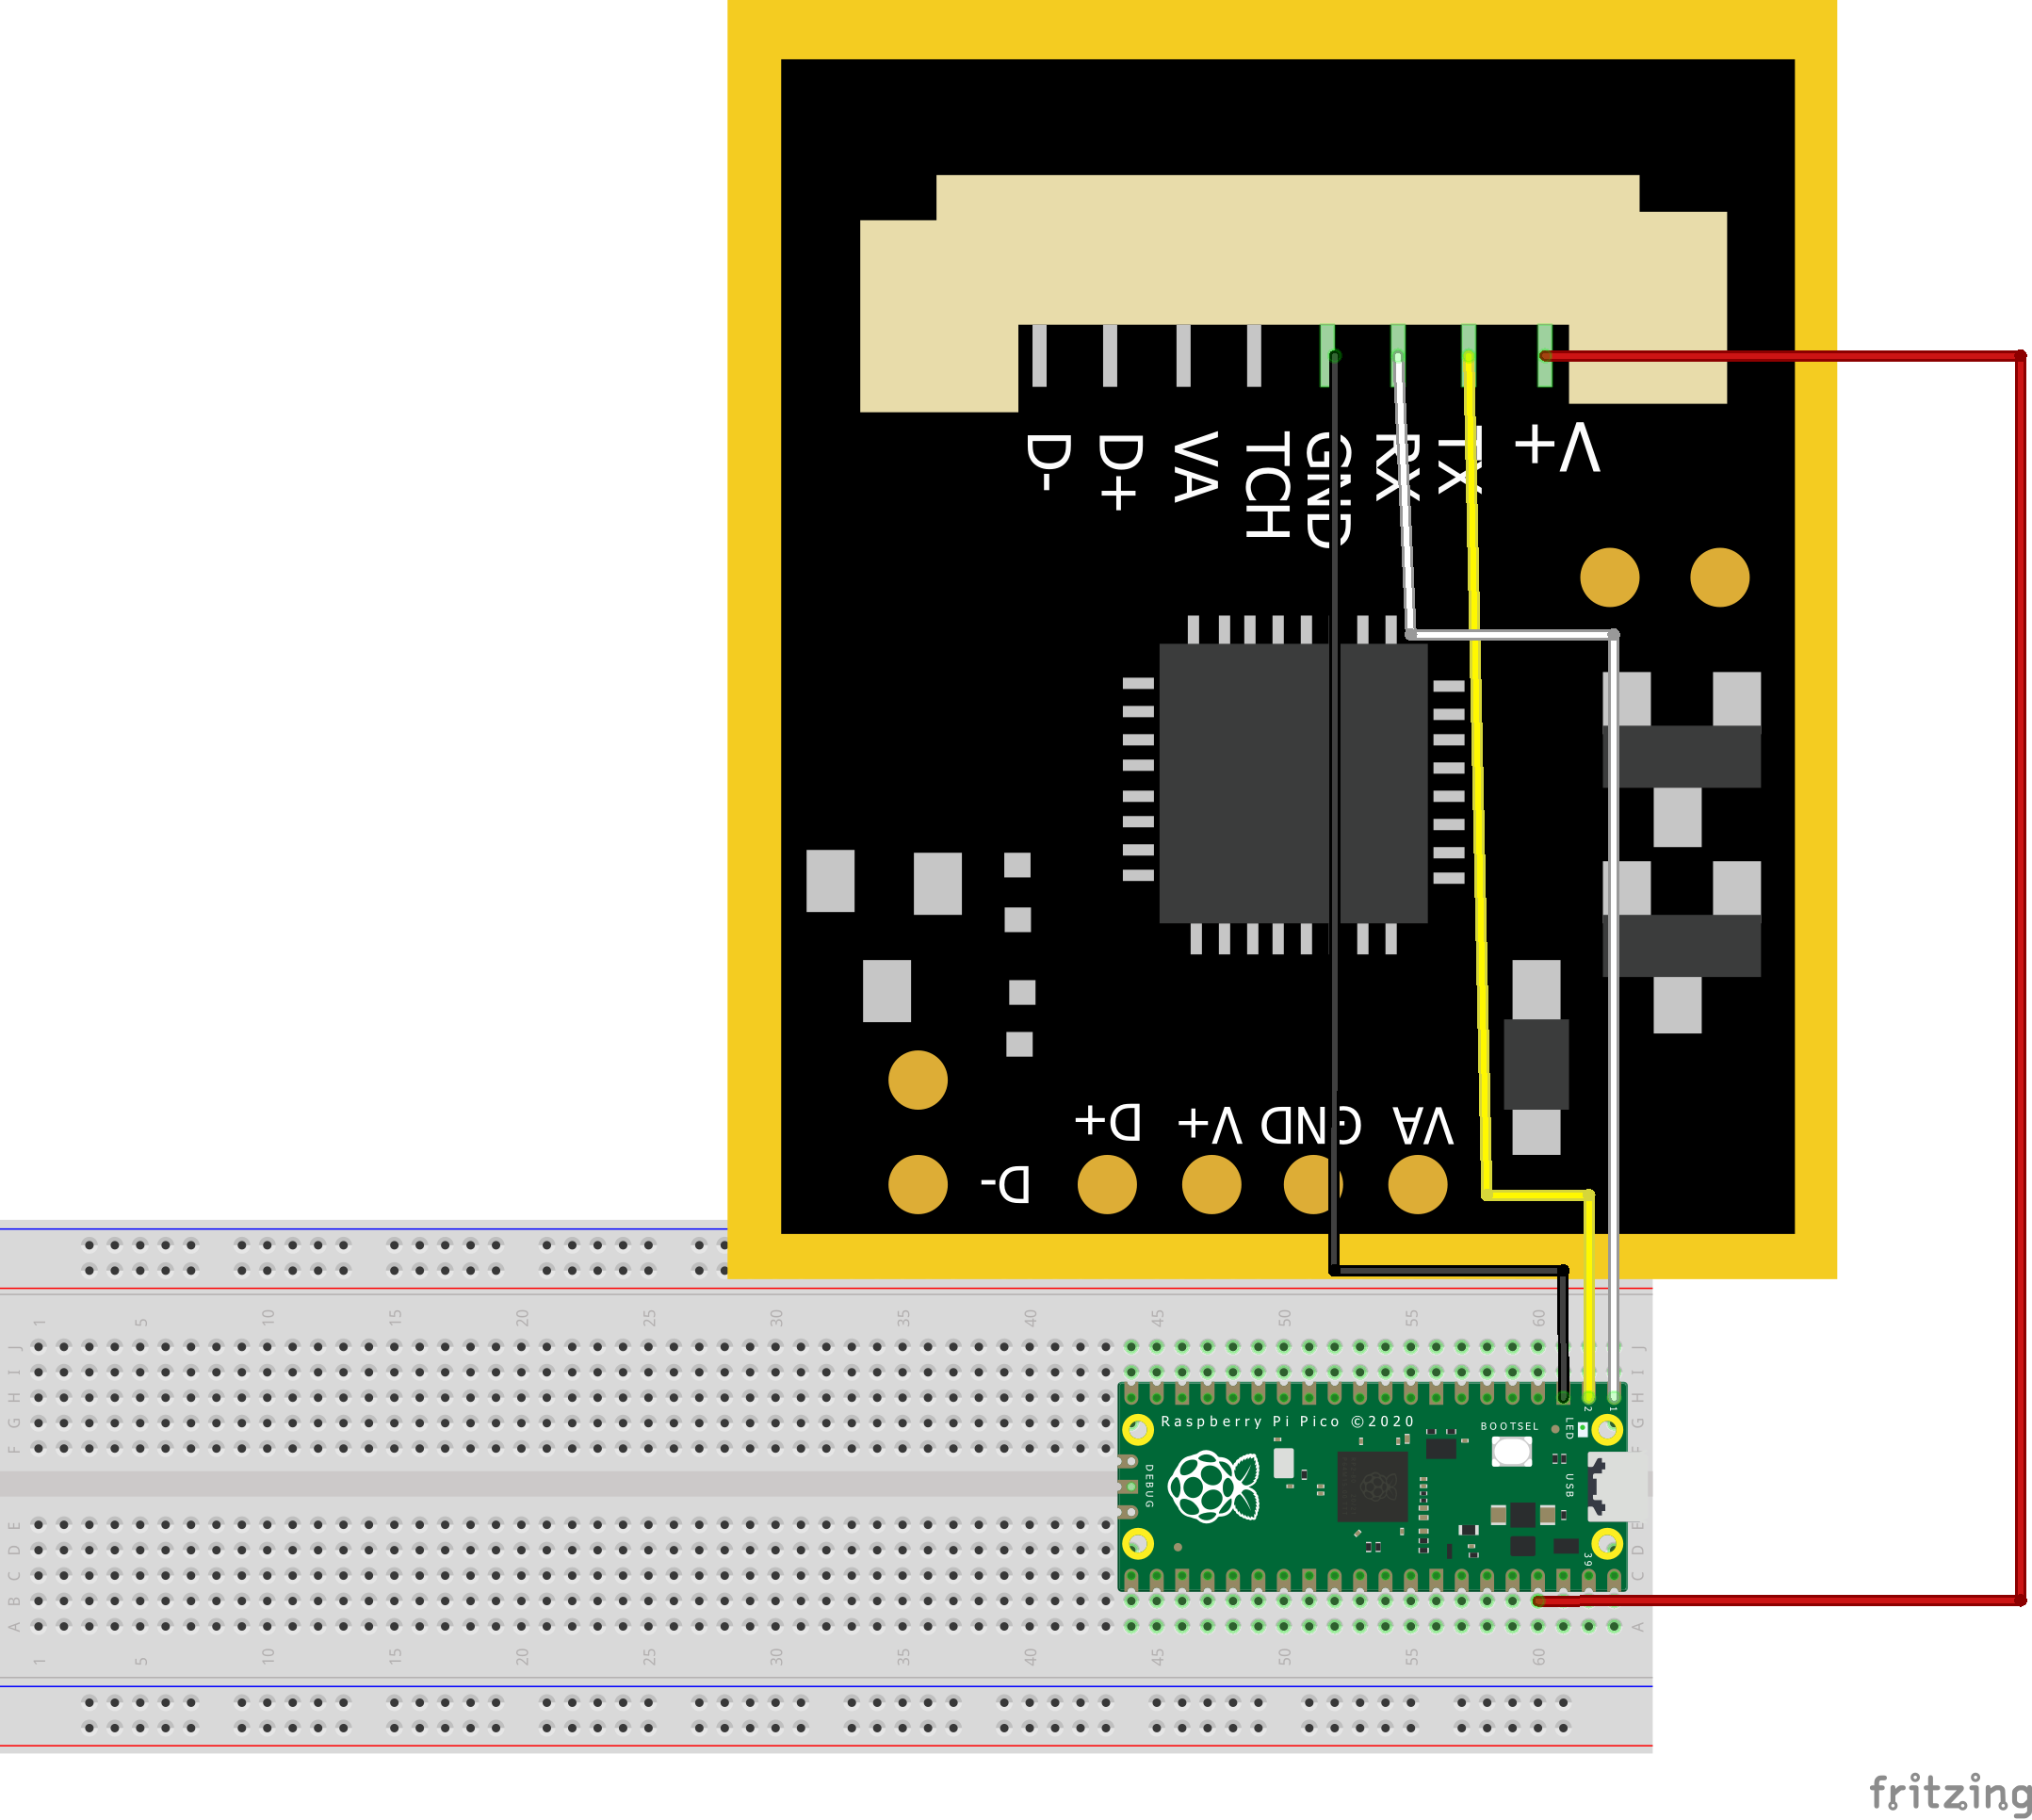 D- D+ VA TCH GND RX TX V+
D+ V+ GND VA
D-
1 5 10 15 20 25 30 35 40 45 50 55 60
J J
I I
H H
G G
F F
2 1
Raspberry Pi Pico ©2020
BOOTSEL
LED
DEBUG
USB
39
E E
D D
C C
B
A A
1 5 10 15 20 25 30 35 40 45 50 55 60
fritzing